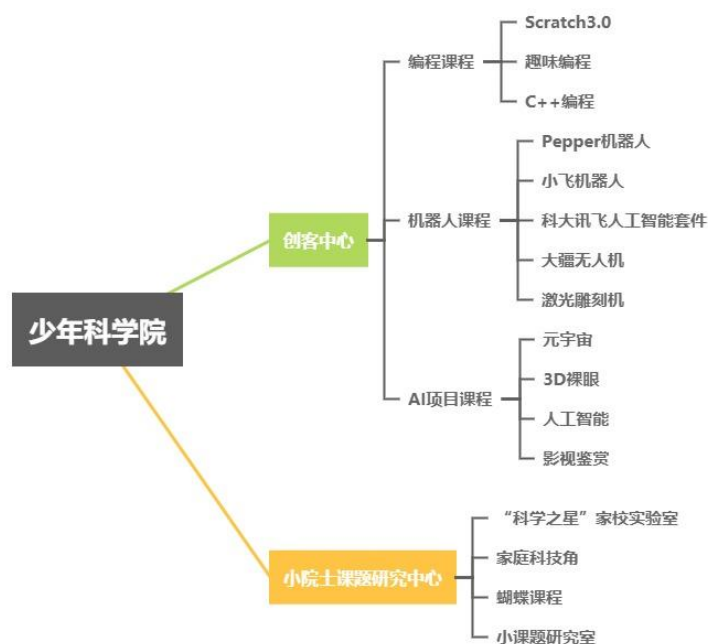 少年科学院
创客中心
编程课程
Scratch3.0
趣味编程
C++编程
机器人课程
Pepper机器人
小飞机器人
科大讯飞人工智能套件
大疆无人机
激光雕刻机
AI项目课程
元宇宙
3D裸眼
人工智能
影视鉴赏
小院士课题研究中心
“科学之星”家校实验室
家庭科技角
蝴蝶课程
小课题研究室